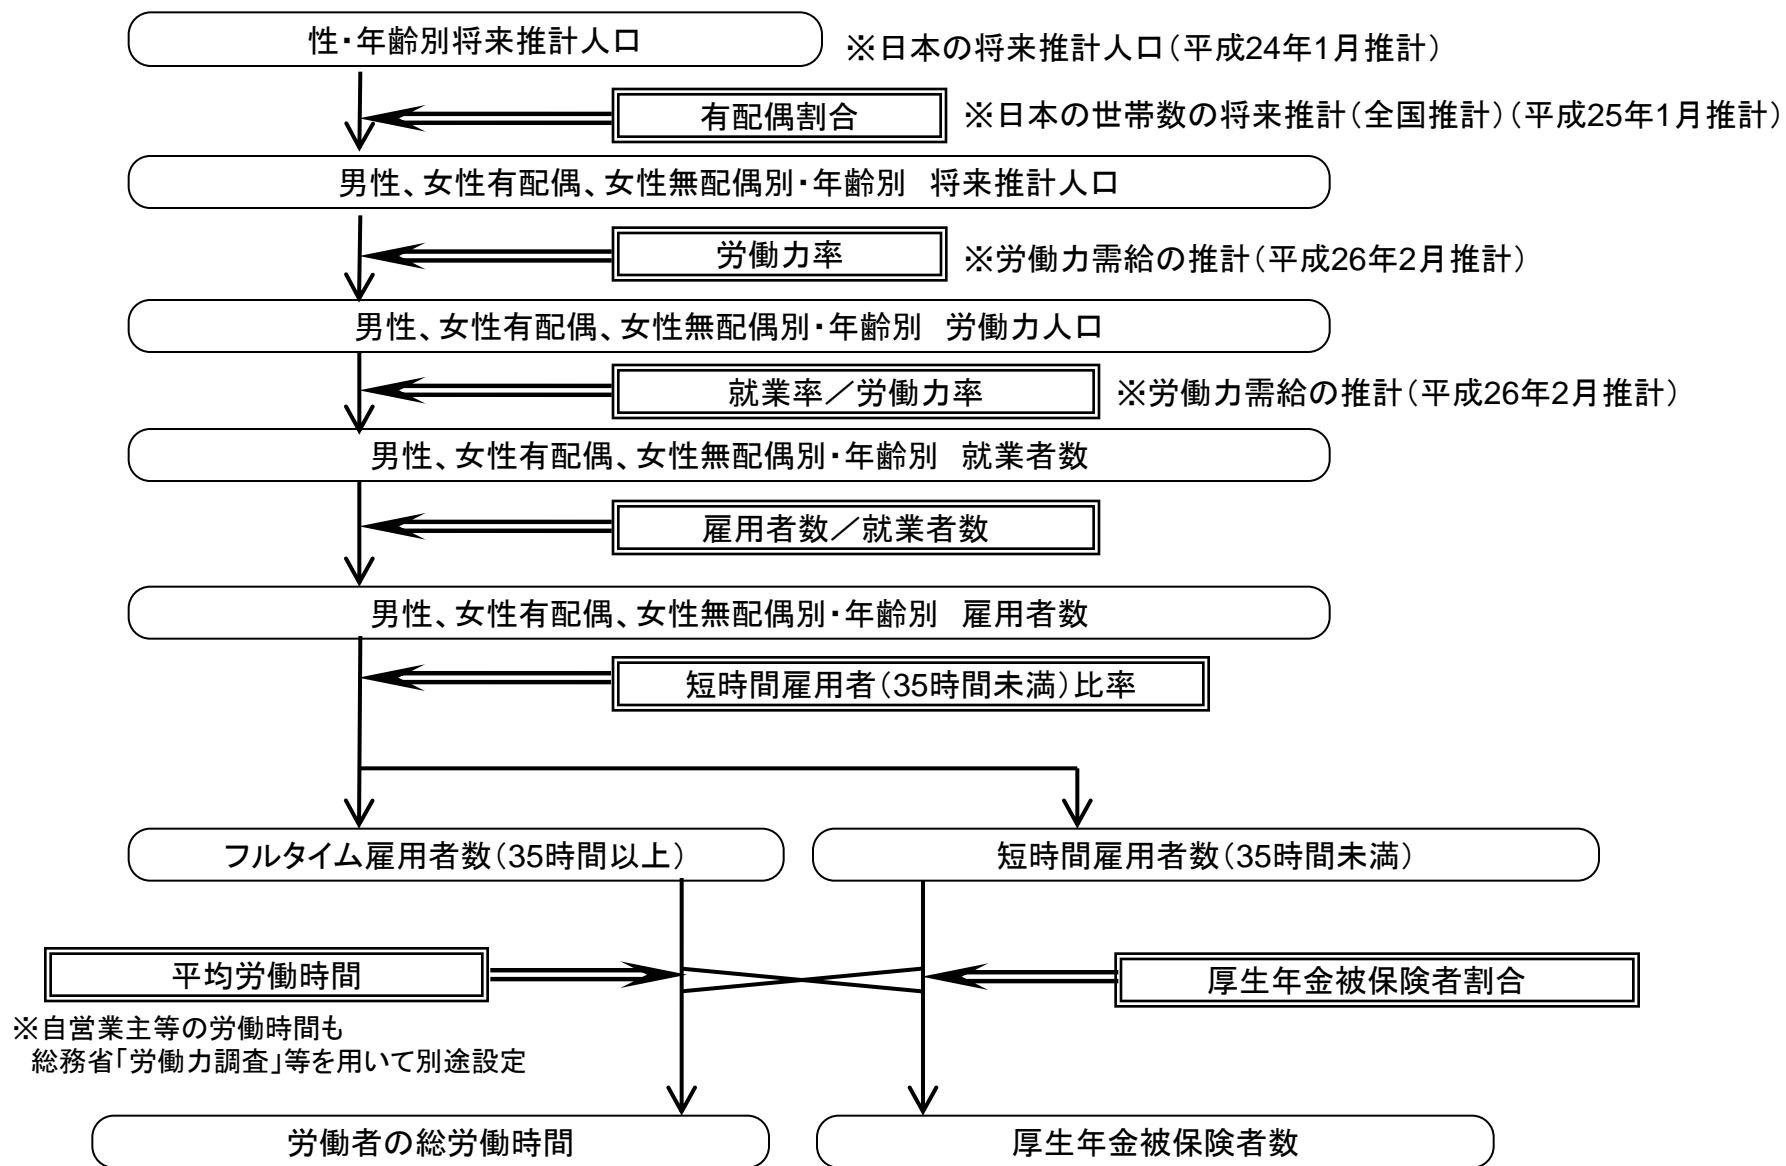 性・年齢別将来推計人口
※日本の将来推計人口(平成24年1月推計)
有配偶割合
※日本の世帯数の将来推計(全国推計)(平成25年1月推計)
男性、女性有配偶、女性無配偶別・年齢別 将来推計人口
労働力率
※労働力需給の推計(平成26年2月推計)
男性、女性有配偶、女性無配偶別・年齢別 労働力人口
就業率/労働力率
※労働力需給の推計(平成26年2月推計)
男性、女性有配偶、女性無配偶別・年齢別 就業者数
雇用者数/就業者数
男性、女性有配偶、女性無配偶別・年齢別 雇用者数
短時間雇用者(35時間未満)比率
フルタイム雇用者数(35時間以上)
短時間雇用者数(35時間未満)
平均労働時間
厚生年金被保険者割合
※自営業主等の労働時間も
総務省「労働力調査」等を用いて別途設定
労働者の総労働時間
厚生年金被保険者数